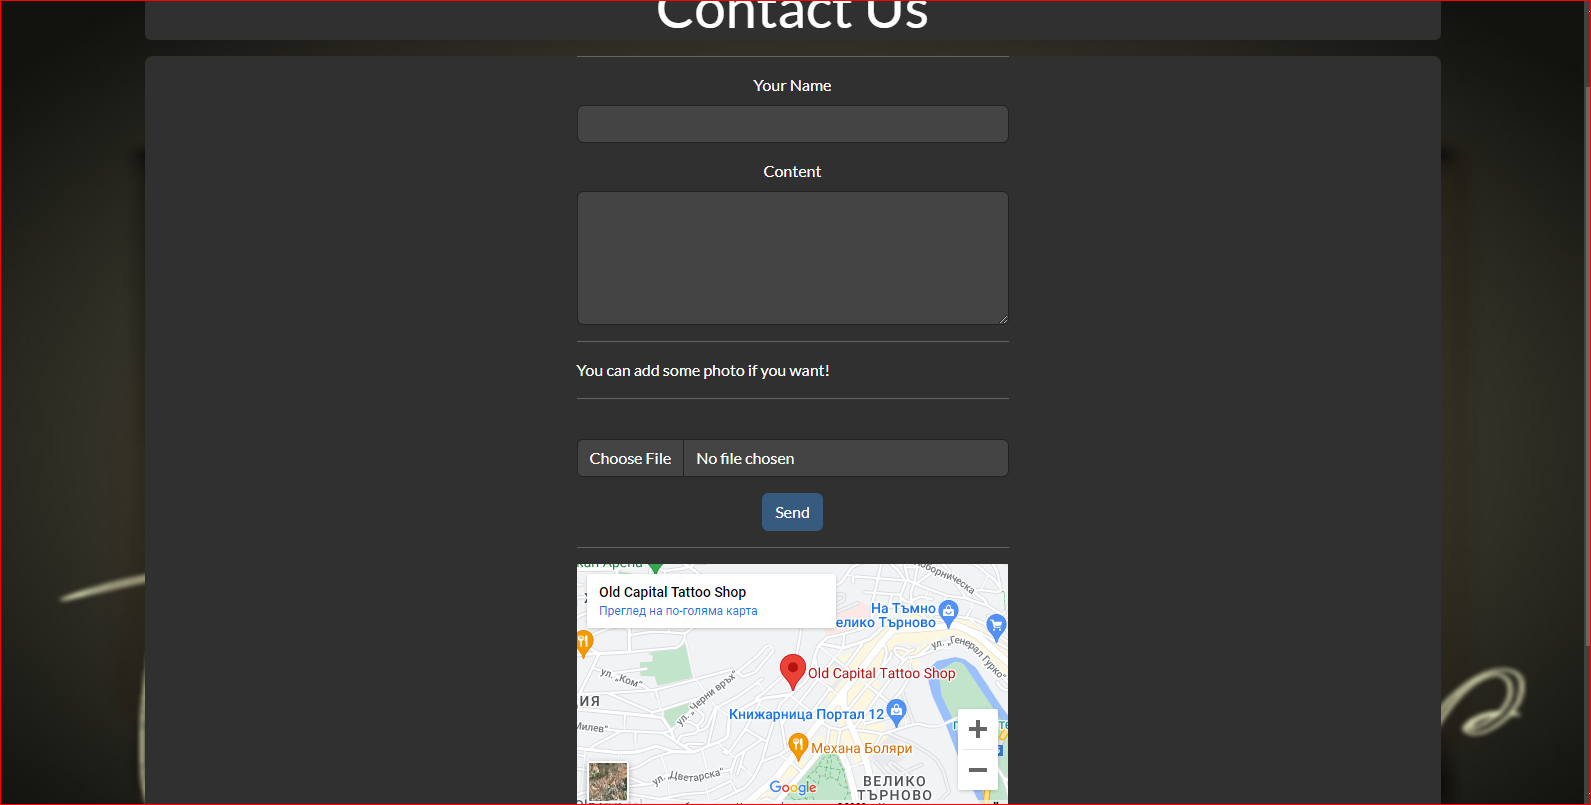 Contact Us
Your Name
Content
You can add some photo if you want!
Choose File
No file chosen
Send
Old Capital Tattoo Shop
Преглед на по-голяма карта
На Тъмно
елико Търново
ул. „Генерал Гурко“
ул. „Ком“
ул. „Черни връх“
Old Capital Tattoo Shop
Книжарница Портал 12
Механа Боляри
ул. „Цветарска“
Google
ВЕЛИКО
ТЪРНОВО